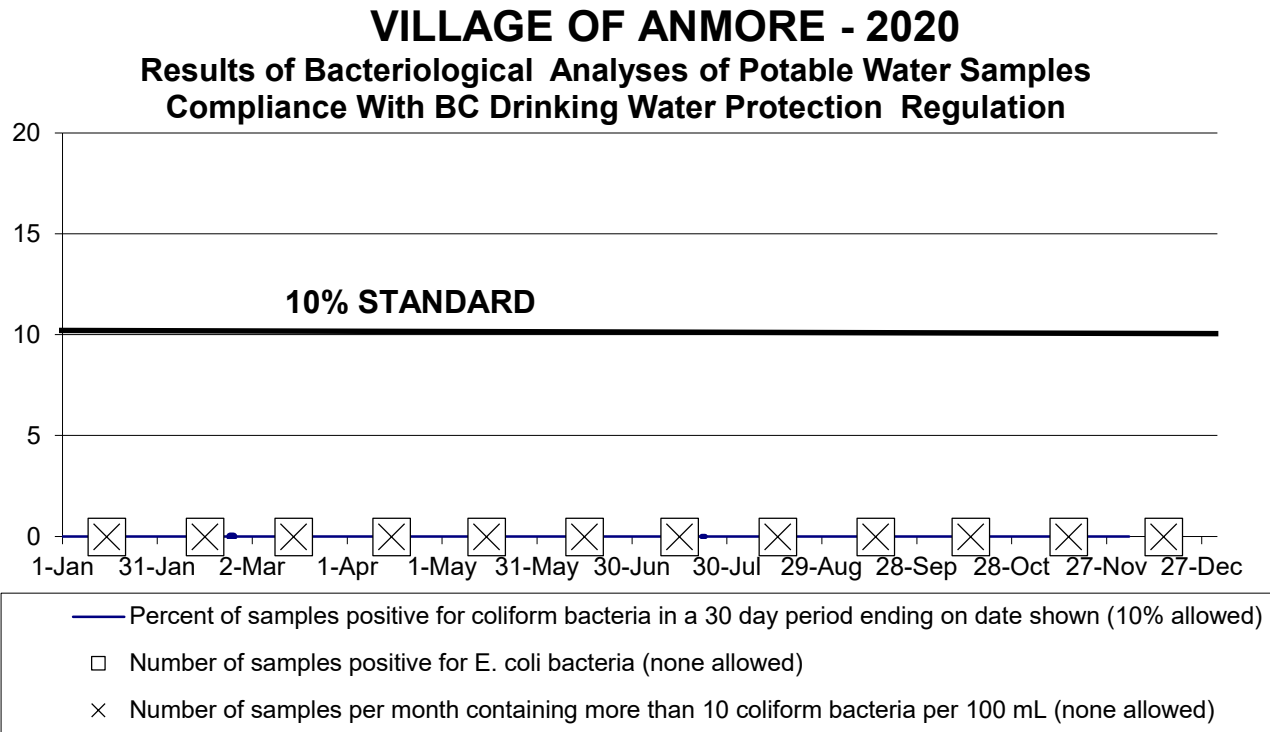 VILLAGE OF ANMORE - 2020
Results of Bacteriological Analyses of Potable Water Samples
Compliance With BC Drinking Water Protection Regulation
20
15
10% STANDARD
10
5
0
1-Jan 31-Jan 2-Mar 1-Apr 1-May 31-May 30-Jun 30-Jul 29-Aug 28-Sep 28-Oct 27-Nov 27-Dec
Percent of samples positive for coliform bacteria in a 30 day period ending on date shown (10% allowed)
Number of samples positive for E. coli bacteria (none allowed)
Number of samples per month containing more than 10 coliform bacteria per 100 mL (none allowed)